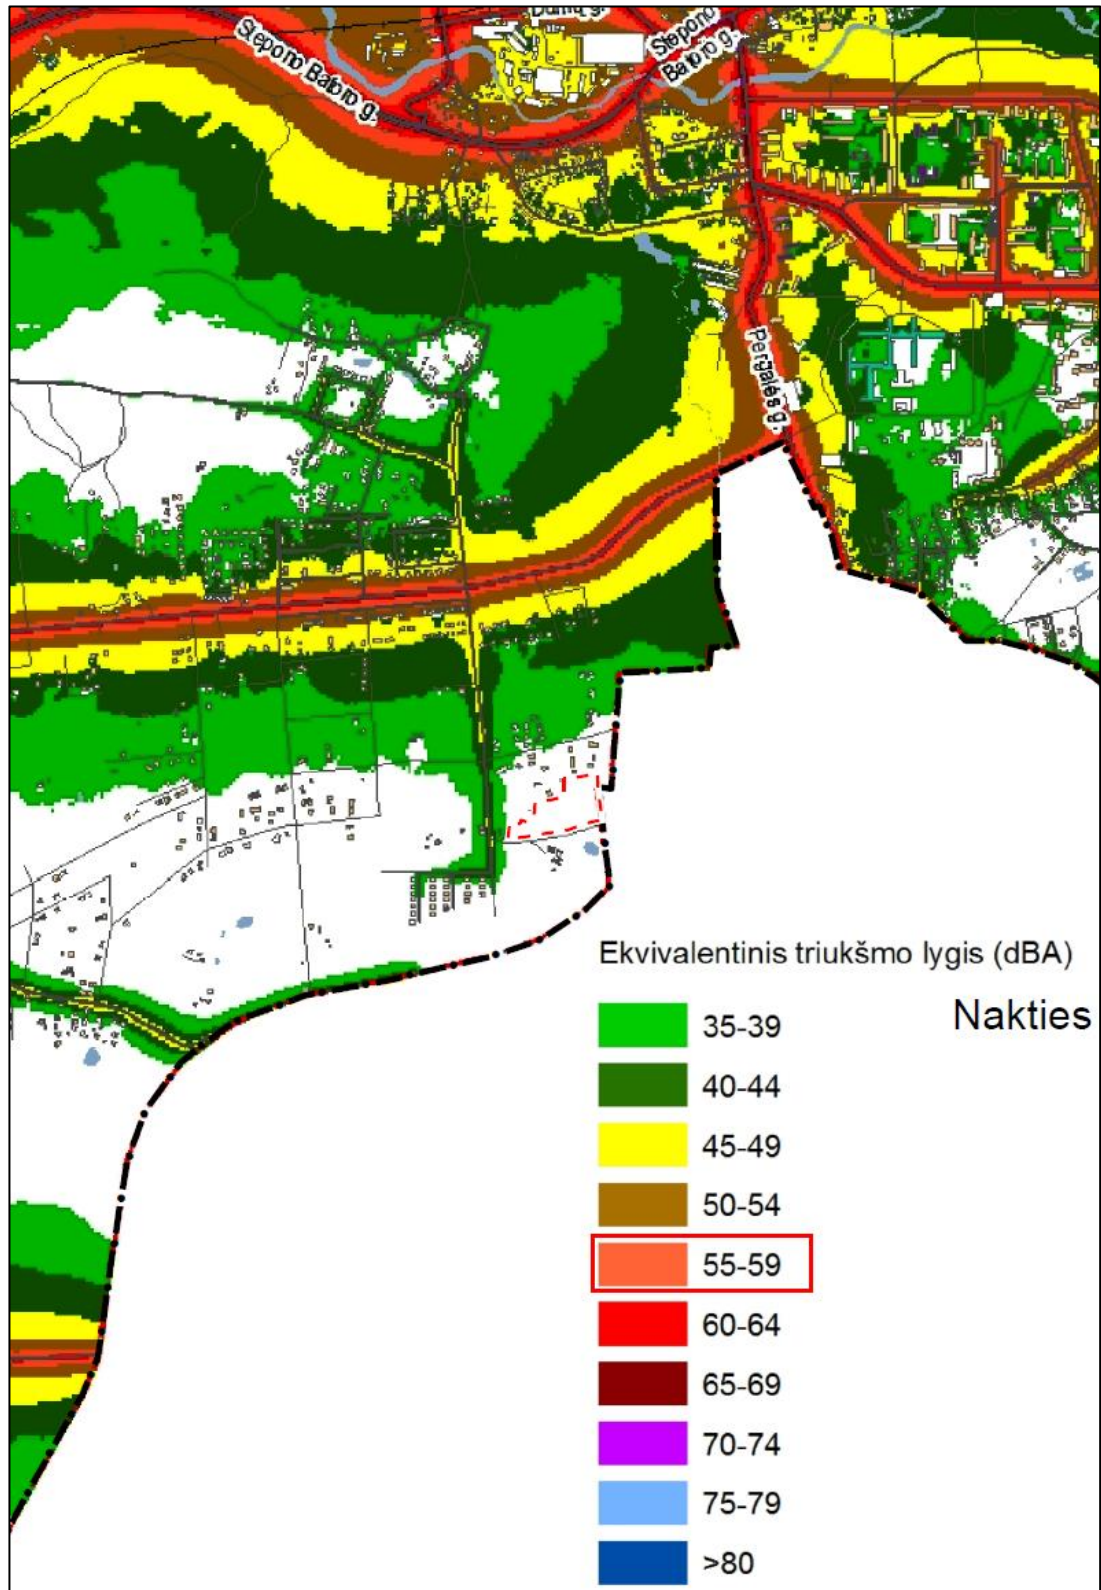 Dūmų g.
Stepono Batoro g.
Stepono
Batoro g.
Pergalės g.
Ekvivalentinis triukšmo lygis (dBA)
Nakties
35-39
40-44
45-49
50-54
55-59
60-64
65-69
70-74
75-79
>80